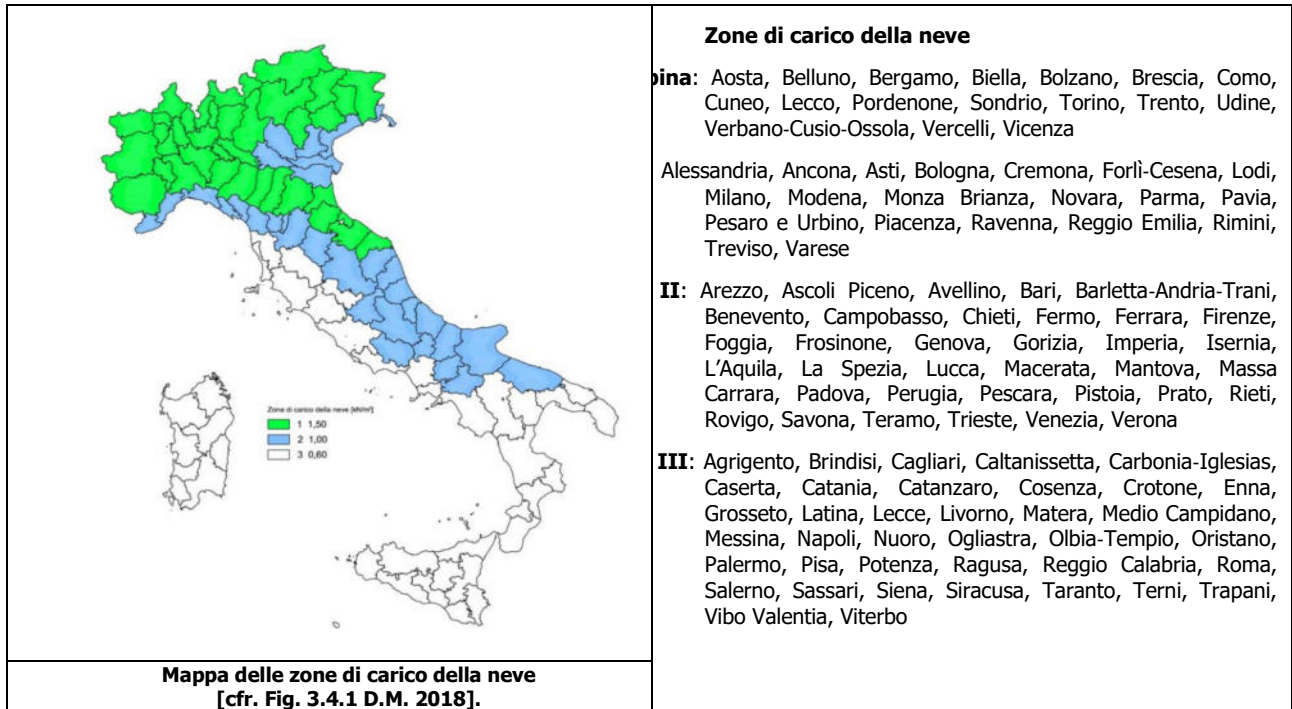 Zone di carico della neve
pina: Aosta, Belluno, Bergamo, Biella, Bolzano, Brescia, Como,
Cuneo, Lecco, Pordenone, Sondrio, Torino, Trento, Udine,
Verbano-Cusio-Ossola, Vercelli, Vicenza
Alessandria, Ancona, Asti, Bologna, Cremona, Forlì-Cesena, Lodi,
Milano, Modena, Monza Brianza, Novara, Parma, Pavia,
Pesaro e Urbino, Piacenza, Ravenna, Reggio Emilia, Rimini,
Treviso, Varese
II: Arezzo, Ascoli Piceno, Avellino, Bari, Barletta-Andria-Trani,
Benevento, Campobasso, Chieti, Fermo, Ferrara, Firenze,
Foggia, Frosinone, Genova, Gorizia, Imperia, Isernia,
L'Aquila, La Spezia, Lucca, Macerata, Mantova, Massa
Carrara, Padova, Perugia, Pescara, Pistoia, Prato, Rieti,
Rovigo, Savona, Teramo, Trieste, Venezia, Verona
III: Agrigento, Brindisi, Cagliari, Caltanissetta, Carbonia-Iglesias,
Caserta, Catania, Catanzaro, Cosenza, Crotone, Enna,
Grosseto, Latina, Lecce, Livorno, Matera, Medio Campidano,
Messina, Napoli, Nuoro, Ogliastra, Olbia-Tempio, Oristano,
Palermo, Pisa, Potenza, Ragusa, Reggio Calabria, Roma,
Salerno, Sassari, Siena, Siracusa, Taranto, Terni, Trapani,
Vibo Valentia, Viterbo
Zone di carico della neve [kN/m²]
1 1,50
2 1,00
3 0,60
Mappa delle zone di carico della neve
[cfr. Fig. 3.4.1 D.M. 2018].